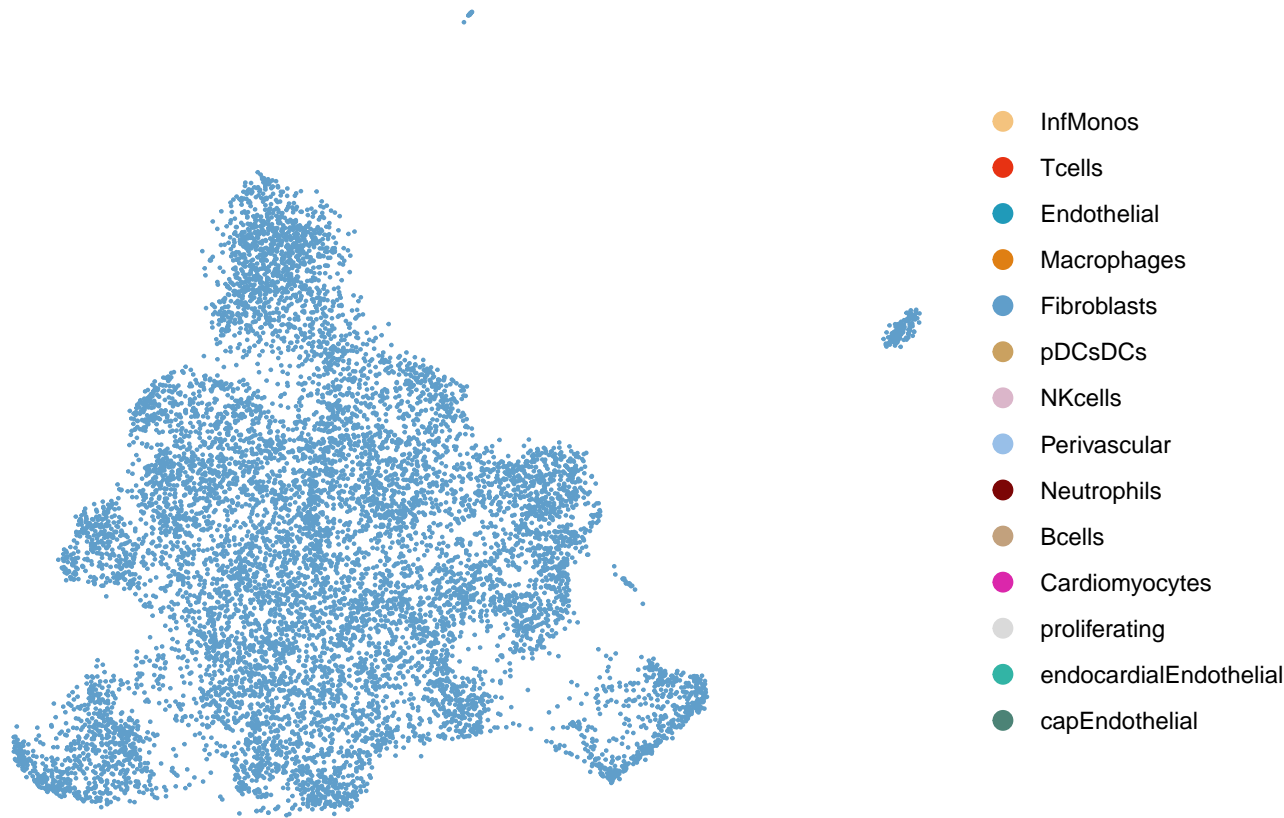 InfMonos
Tcells
Endothelial
Macrophages
Fibroblasts
pDCsDCs
NKcells
Perivascular
Neutrophils
Bcells
Cardiomyocytes
proliferating
endocardialEndothelial
capEndothelial